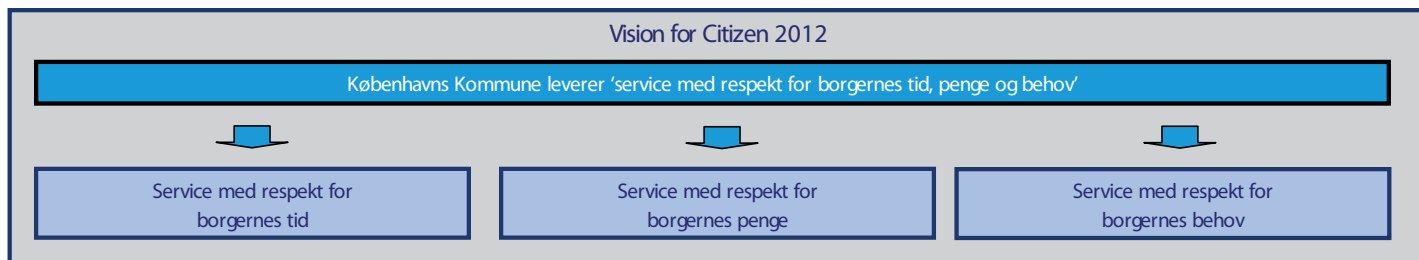 Vision for Citizen 2012
Københavns Kommune leverer ‘service med respekt for borgernes tid, penge og behov’
Service med respekt for
borgernes tid
Service med respekt for
borgernes penge
Service med respekt for
borgernes behov